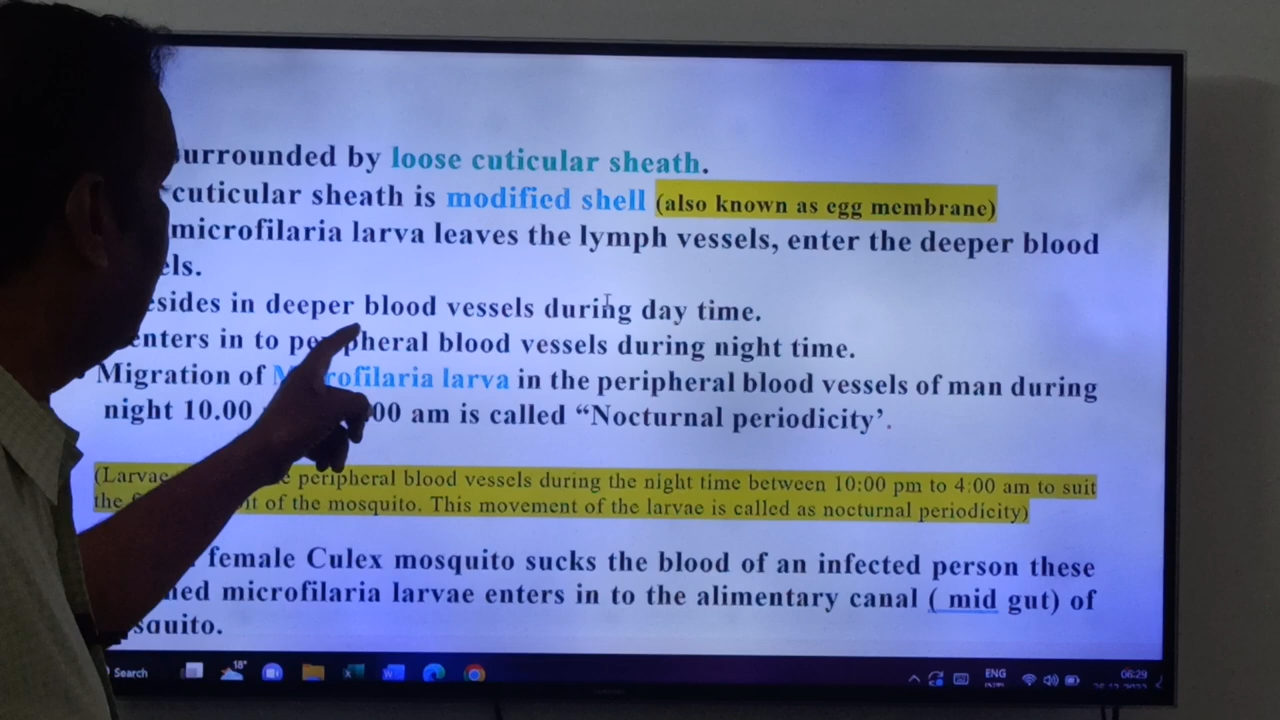 urrounded by loose cuticular sheath.
cuticular sheath is modified shell (also known as egg membrane)
microfilaria larva leaves the lymph vessels, enter the deeper blood
els.
esides in deeper blood vessels during day time.
enters in to peripheral blood vessels during night time.
Migration of Microfilaria larva in the peripheral blood vessels of man during
night 10.00 00 am is called “Nocturnal periodicity’.
(Larvae peripheral blood vessels during the night time between 10:00 pm to 4:00 am to suit
the of the mosquito. This movement of the larvae is called as nocturnal periodicity)
female Culex mosquito sucks the blood of an infected person these
hed microfilaria larvae enters in to the alimentary canal ( mid gut) of
squito.
Search 18° ENG 06:29